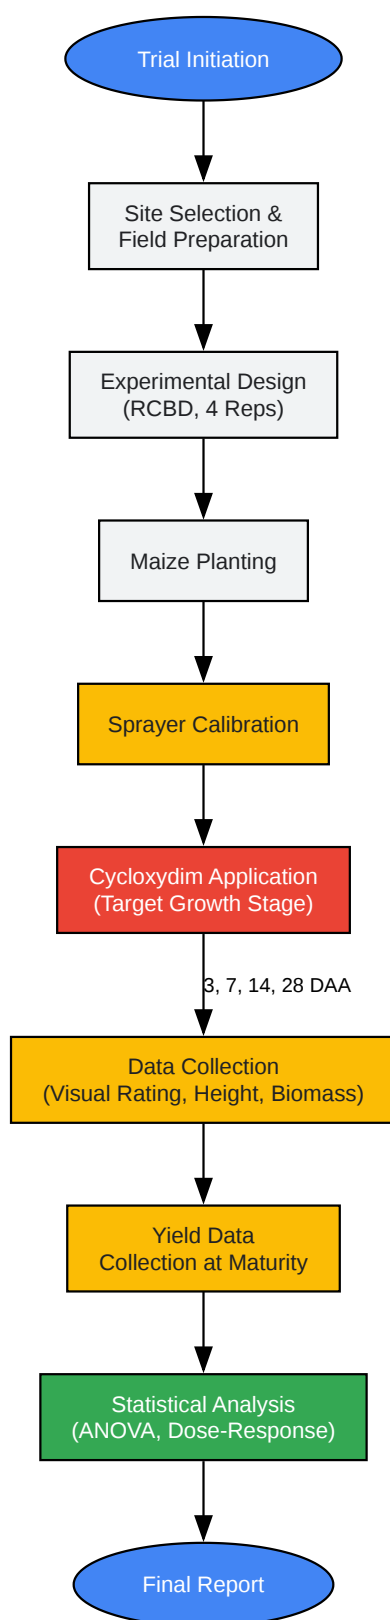 Trial Initiation
Site Selection &
Field Preparation
Experimental Design
(RCBD, 4 Reps)
Maize Planting
Sprayer Calibration
Cycloxydim Application
(Target Growth Stage)
3, 7, 14, 28 DAA
Data Collection
(Visual Rating, Height, Biomass)
Yield Data
Collection at Maturity
Statistical Analysis
(ANOVA, Dose-Response)
Final Report